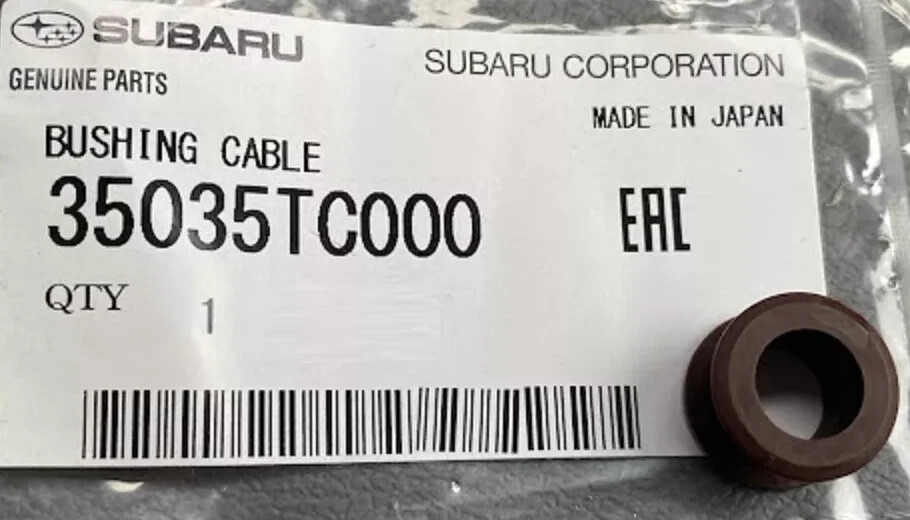 SUBARU
GENUINE PARTS
SUBARU CORPORATION
MADE IN JAPAN
BUSHING CABLE
35035TC000
EAC
QTY 1